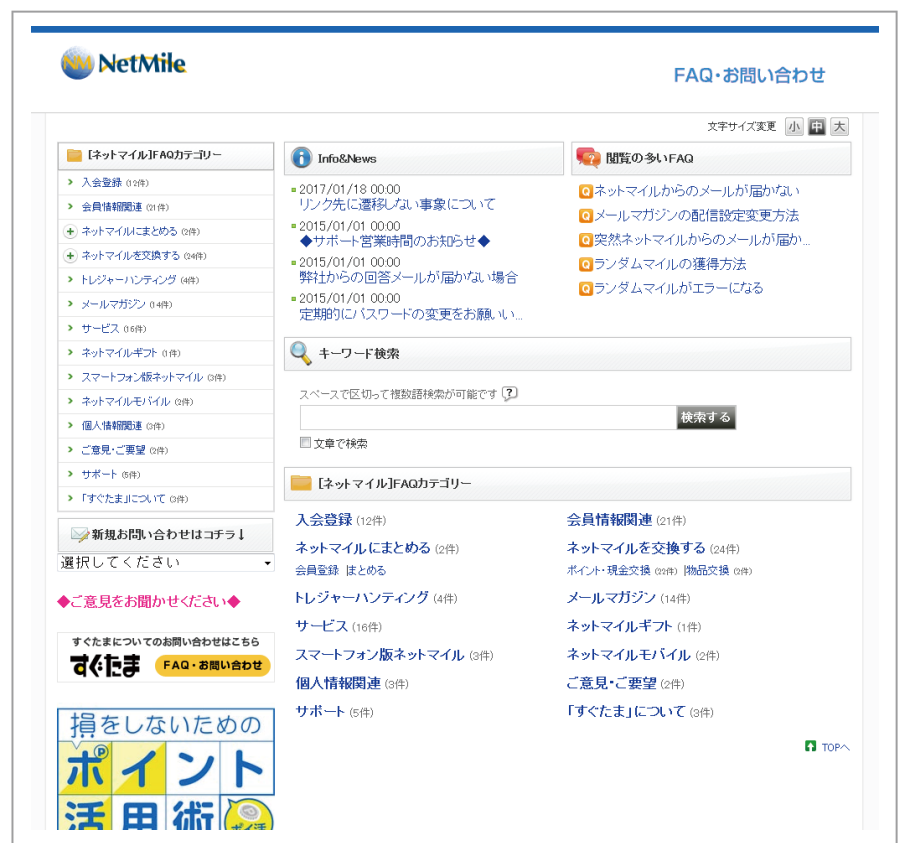 NetMile
FAQ・お問い合わせ
文字サイズ変更 小 中 大
[ネットマイル]FAQカテゴリー
入会登録 (12件)
会員情報関連 (21件)
ネットマイルにまとめる (2件)
ネットマイルを交換する (24件)
トレジャーハンティング (4件)
メールマガジン (14件)
サービス (16件)
ネットマイルギフト (1件)
スマートフォン版ネットマイル (3件)
ネットマイルモバイル (2件)
個人情報関連 (3件)
ご意見・ご要望 (2件)
サポート (5件)
「すぐたま」について (3件)
新規お問い合わせはコチラ↓
選択してください
◆ご意見をお聞かせください◆
すぐたまについてのお問い合わせはこちら
すぐたま FAQ・お問い合わせ
損をしないための
ポイント
活用術
ポイ活
Info&News
2017/01/18 00:00
リンク先に遷移しない事象について
2015/01/01 00:00
◆サポート営業時間のお知らせ◆
2015/01/01 00:00
弊社からの回答メールが届かない場合
2015/01/01 00:00
定期的にパスワードの変更をお願いい...
閲覧の多いFAQ
Q ネットマイルからのメールが届かない
Q メールマガジンの配信設定変更方法
Q 突然ネットマイルからのメールが届か...
Q ランダムマイルの獲得方法
Q ランダムマイルがエラーになる
キーワード検索
スペースで区切って複数語検索が可能です ?
検索する
文章で検索
[ネットマイル]FAQカテゴリー
入会登録 (12件)
会員情報関連 (21件)
ネットマイルにまとめる (2件)
会員登録 |まとめる
ネットマイルを交換する (24件)
ポイント・現金交換 (22件) |物品交換 (2件)
トレジャーハンティング (4件)
メールマガジン (14件)
サービス (16件)
ネットマイルギフト (1件)
スマートフォン版ネットマイル (3件)
ネットマイルモバイル (2件)
個人情報関連 (3件)
ご意見・ご要望 (2件)
サポート (5件)
「すぐたま」について (3件)
TOPへ